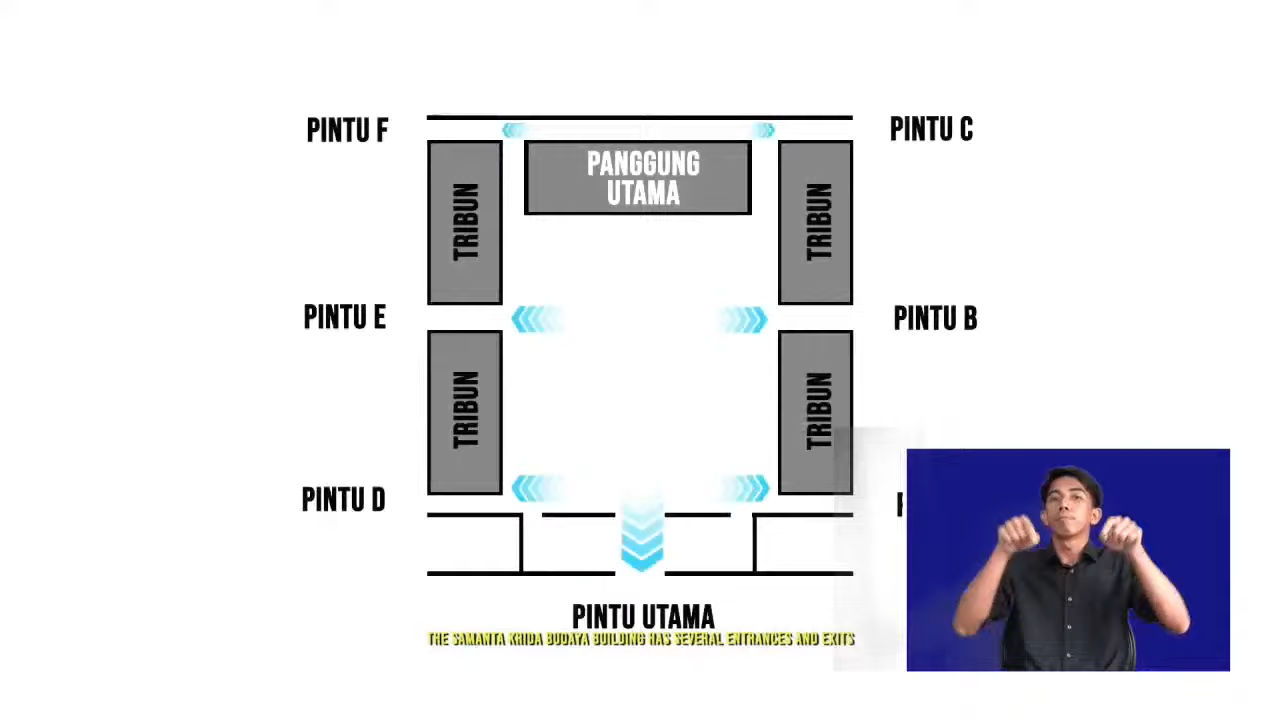 PINTU F
PINTU C
PANGGUNG
UTAMA
TRIBUN
TRIBUN
PINTU E
PINTU B
TRIBUN
TRIBUN
PINTU D
PINTU UTAMA
THE SAMANTA KRIDA BUDAYA BUILDING HAS SEVERAL ENTRANCES AND EXITS